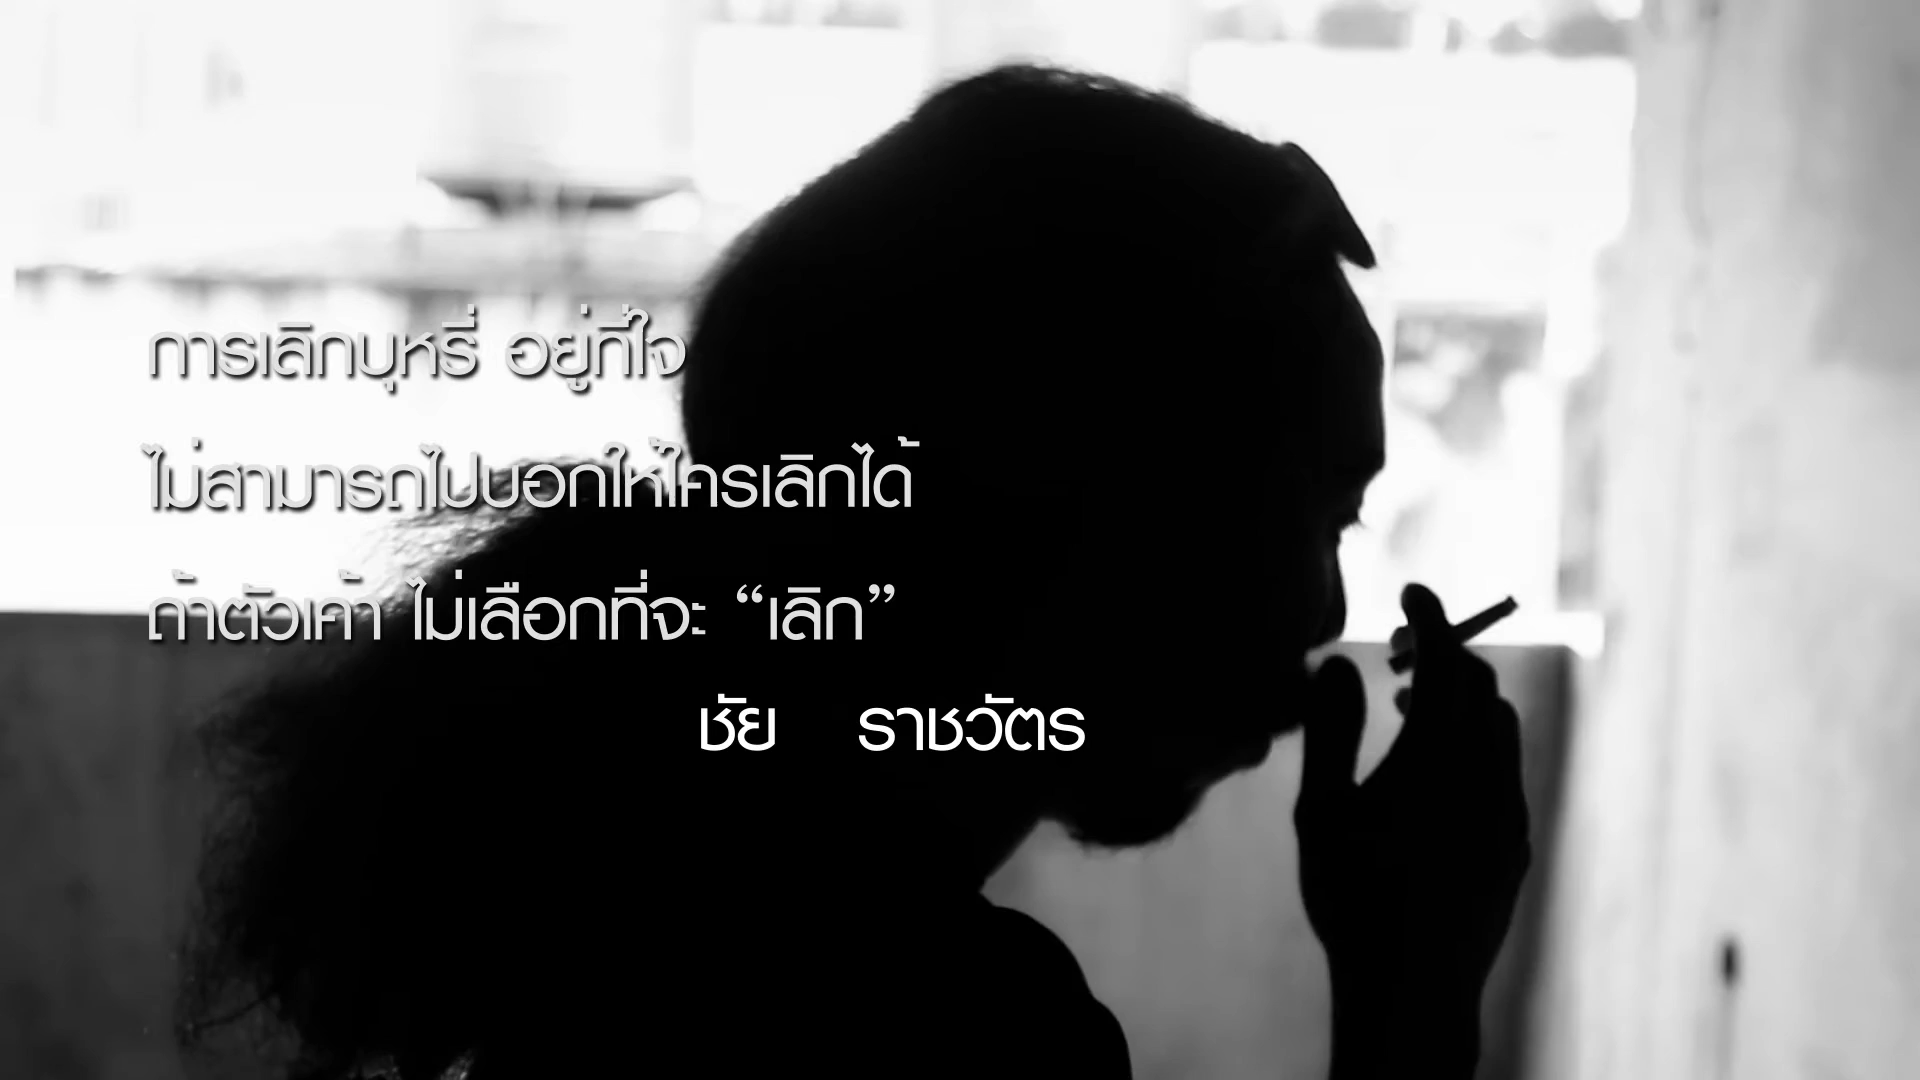 การเลิกบุหรี่ อยู่ที่ใจ
ไม่สามารถไปบอกให้ใครเลิกได้
ถ้าตัวเค้า ไม่เลือกที่จะ “เลิก”
ชัย ราชวัตร